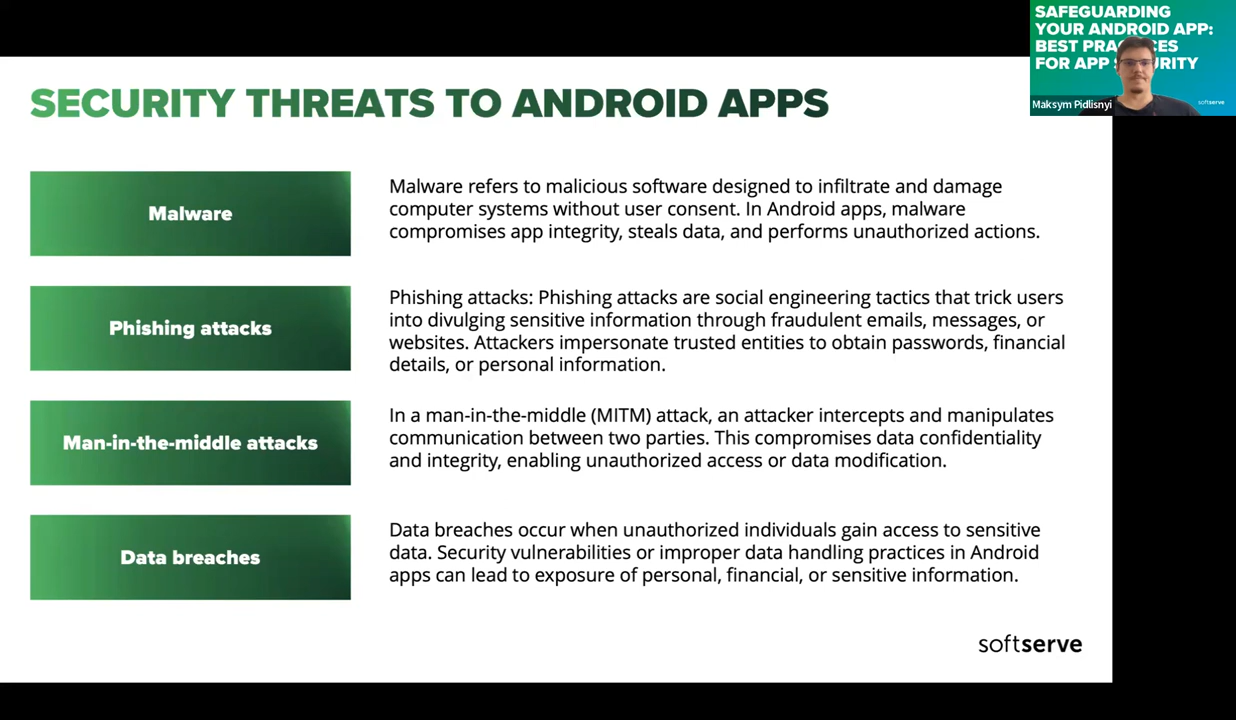 SECURITY THREATS TO ANDROID APPS
Malware
Malware refers to malicious software designed to infiltrate and damage
computer systems without user consent. In Android apps, malware
compromises app integrity, steals data, and performs unauthorized actions.
Phishing attacks
Phishing attacks: Phishing attacks are social engineering tactics that trick users
into divulging sensitive information through fraudulent emails, messages, or
websites. Attackers impersonate trusted entities to obtain passwords, financial
details, or personal information.
Man-in-the-middle attacks
In a man-in-the-middle (MITM) attack, an attacker intercepts and manipulates
communication between two parties. This compromises data confidentiality
and integrity, enabling unauthorized access or data modification.
Data breaches
Data breaches occur when unauthorized individuals gain access to sensitive
data. Security vulnerabilities or improper data handling practices in Android
apps can lead to exposure of personal, financial, or sensitive information.
softserve
SAFEGUARDING
YOUR ANDROID APP:
BEST
FOR APP
Maksym Pidlisnyi
softserve